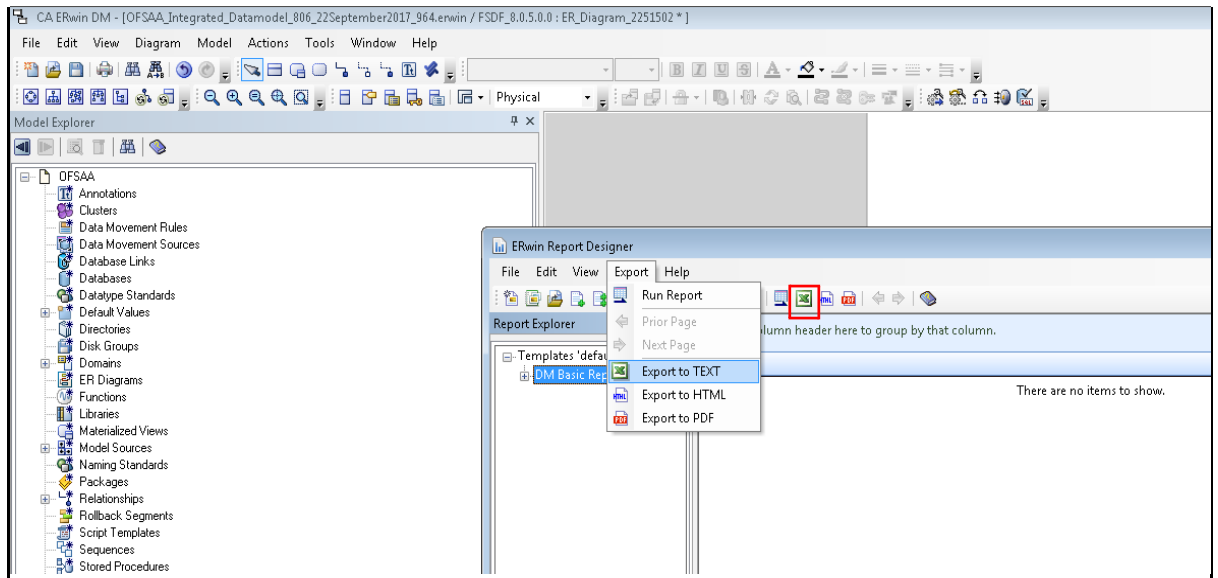 CA ERwin DM - [OFSAA_Integrated_Datamodel_806_22September2017_964.erwin / FSDF_8.0.5.0.0 : ER_Diagram_2251502 * ]
File Edit View Diagram Model Actions Tools Window Help
Physical
Model Explorer
OFSAA
Annotations
Clusters
Data Movement Rules
Data Movement Sources
Database Links
Databases
Datatype Standards
Default Values
Directories
Disk Groups
Domains
ER Diagrams
Functions
Libraries
Materialized Views
Model Sources
Naming Standards
Packages
Relationships
Rollback Segments
Script Templates
Sequences
Stored Procedures
ERwin Report Designer
File Edit View Export Help
Report Explorer
Templates 'defau
DM Basic Rep
Run Report
Prior Page
Next Page
Export to TEXT
Export to HTML
Export to PDF
olumn header here to group by that column.
There are no items to show.